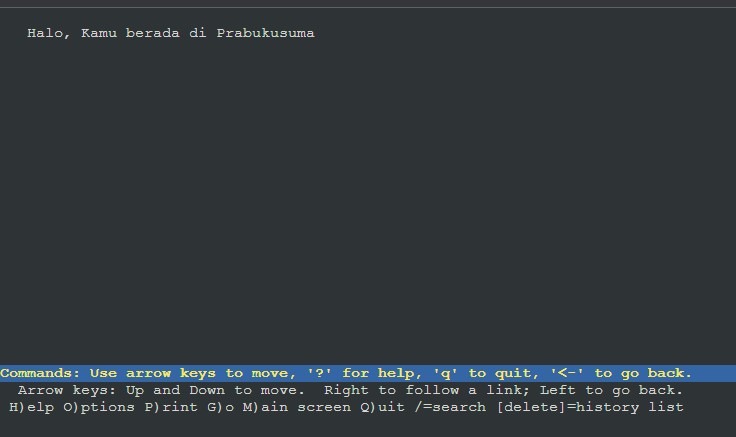 Halo, Kamu berada di Prabukusuma
Commands: Use arrow keys to move, '?' for help, 'q' to quit, '<-' to go back.
Arrow keys: Up and Down to move.  Right to follow a link; Left to go back.
H)elp O)ptions P)rint G)o M)ain screen Q)uit /=search [delete]=history list